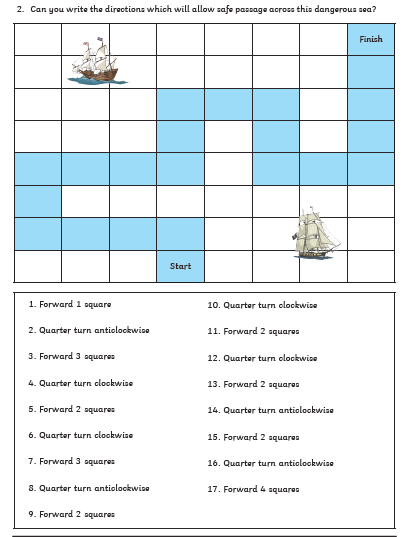 2. Can you write the directions which will allow safe passage across this dangerous sea?
Finish
Start
1. Forward 1 square
2. Quarter turn anticlockwise
3. Forward 3 squares
4. Quarter turn clockwise
5. Forward 2 squares
6. Quarter turn clockwise
7. Forward 3 squares
8. Quarter turn anticlockwise
9. Forward 2 squares
10. Quarter turn clockwise
11. Forward 2 squares
12. Quarter turn clockwise
13. Forward 2 squares
14. Quarter turn anticlockwise
15. Forward 2 squares
16. Quarter turn anticlockwise
17. Forward 4 squares